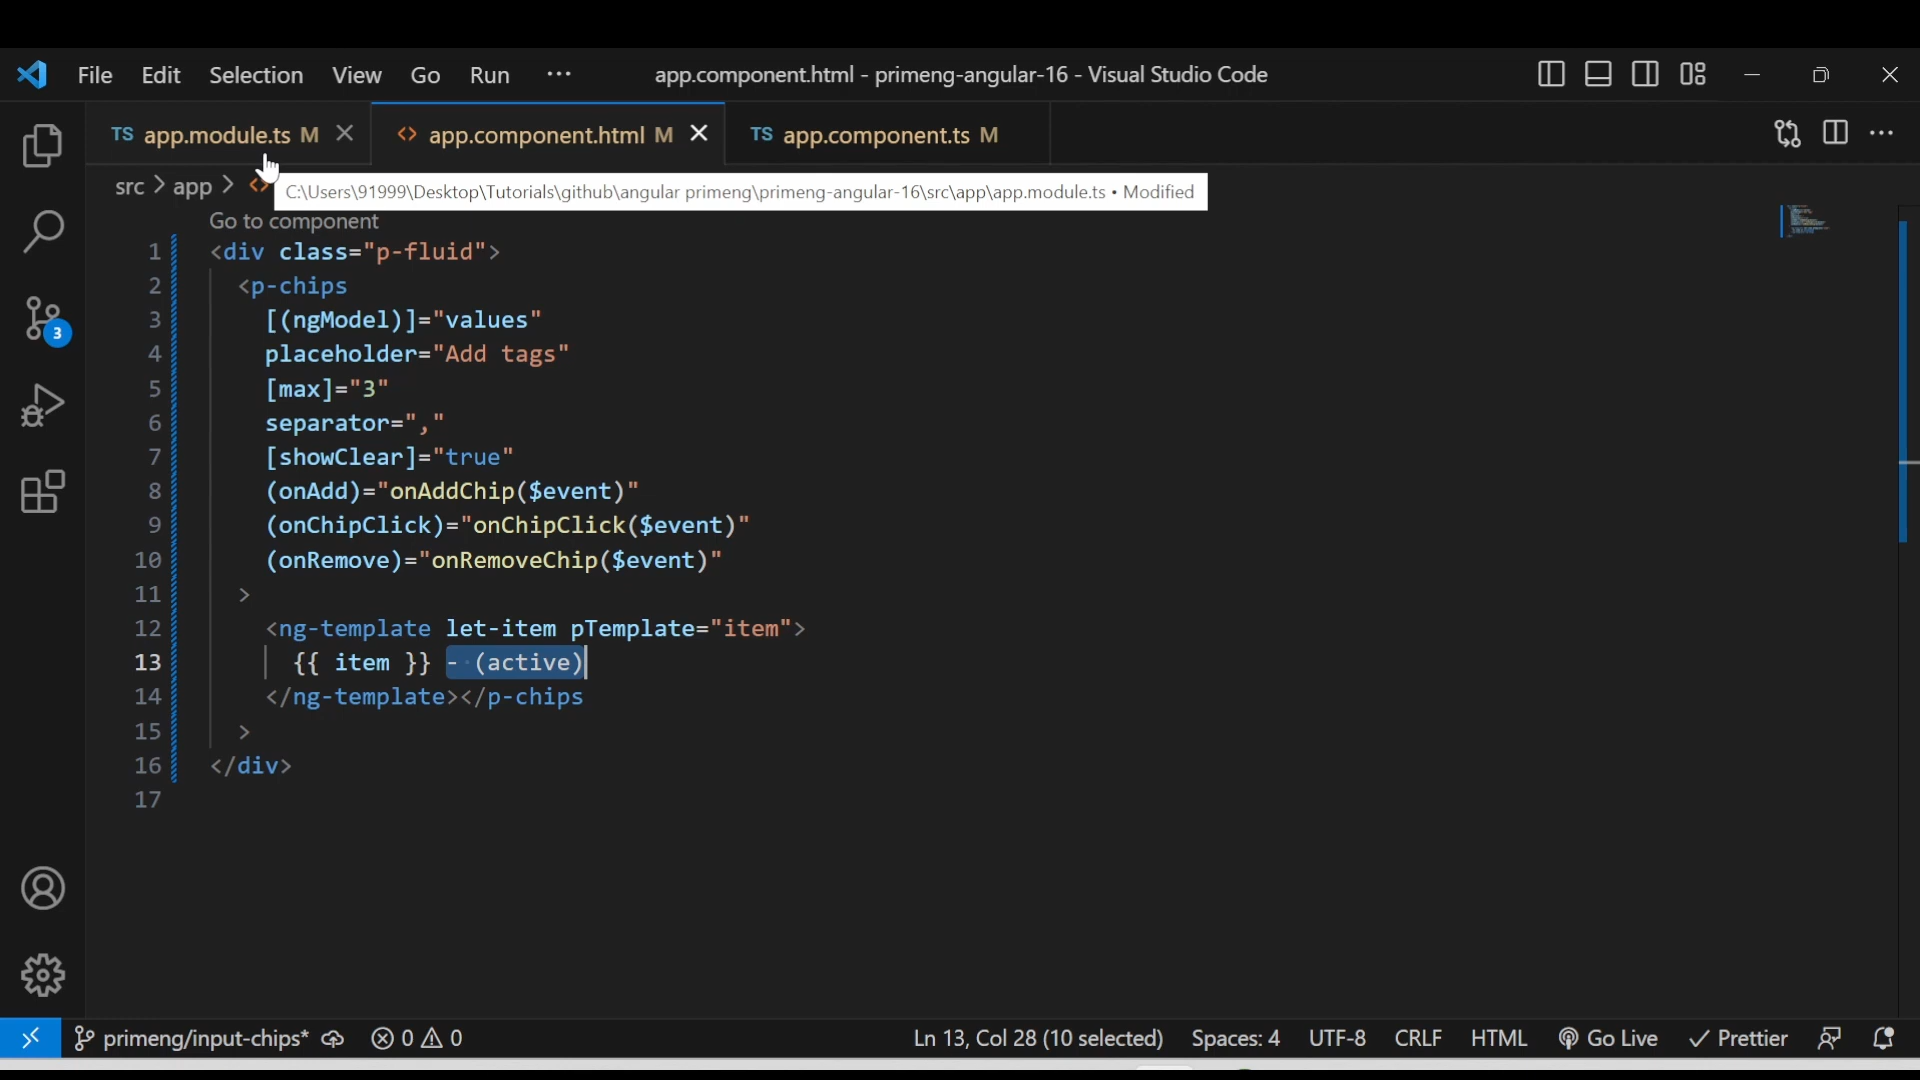 File Edit Selection View Go Run ··· app.component.html - primeng-angular-16 - Visual Studio Code
TS app.module.ts M <> app.component.html M TS app.component.ts M
src > app > <>
C:\Users\91999\Desktop\Tutorials\github\angular primeng\primeng-angular-16\src\app\app.module.ts • Modified
Go to component
1 <div class="p-fluid">
2 <p-chips
3 [(ngModel)]="values"
4 placeholder="Add tags"
5 [max]="3"
6 separator=","
7 [showClear]="true"
8 (onAdd)="onAddChip($event)"
9 (onChipClick)="onChipClick($event)"
10 (onRemove)="onRemoveChip($event)"
11 >
12 <ng-template let-item pTemplate="item">
13 {{ item }} - (active)
14 </ng-template></p-chips
15 >
16 </div>
17
3
primeng/input-chips* 0 0 Ln 13, Col 28 (10 selected) Spaces: 4 UTF-8 CRLF HTML Go Live Prettier